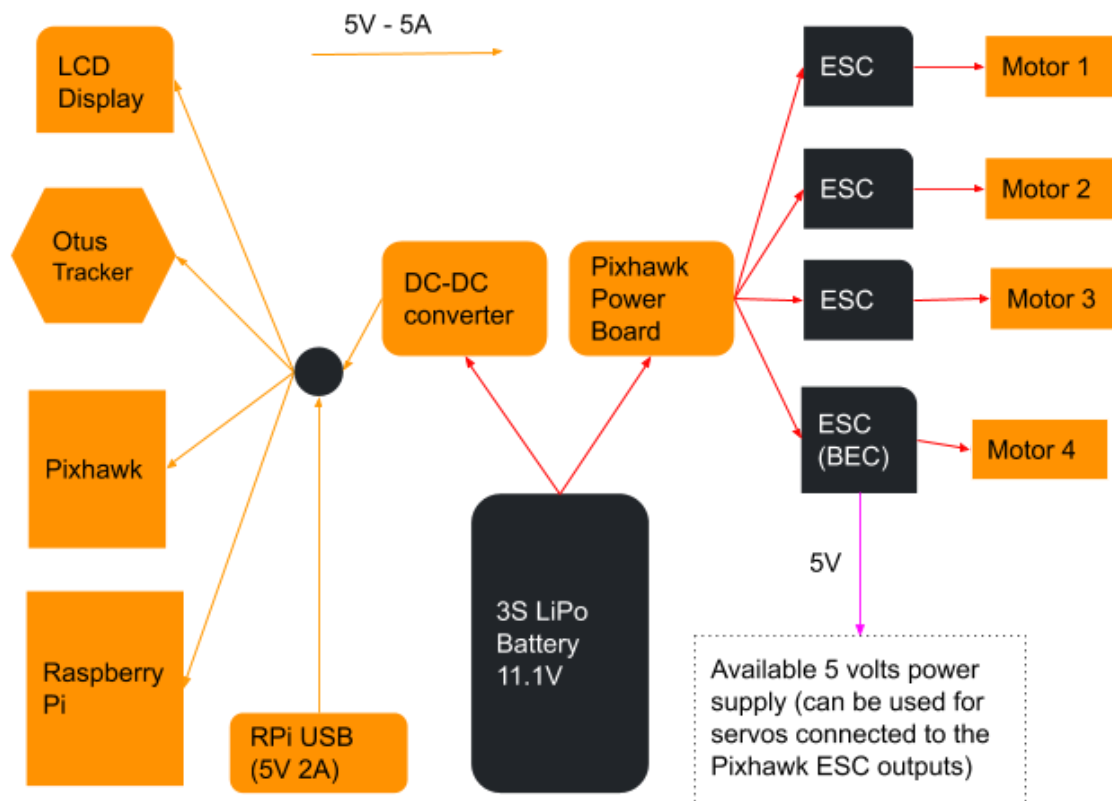 5V - 5A
LCD
Display
Otus
Tracker
Pixhawk
Raspberry
Pi
RPi USB
(5V 2A)
DC-DC
converter
Pixhawk
Power
Board
3S LiPo
Battery
11.1V
ESC
Motor 1
ESC
Motor 2
ESC
Motor 3
ESC
(BEC)
Motor 4
5V
Available 5 volts power
supply (can be used for
servos connected to the
Pixhawk ESC outputs)